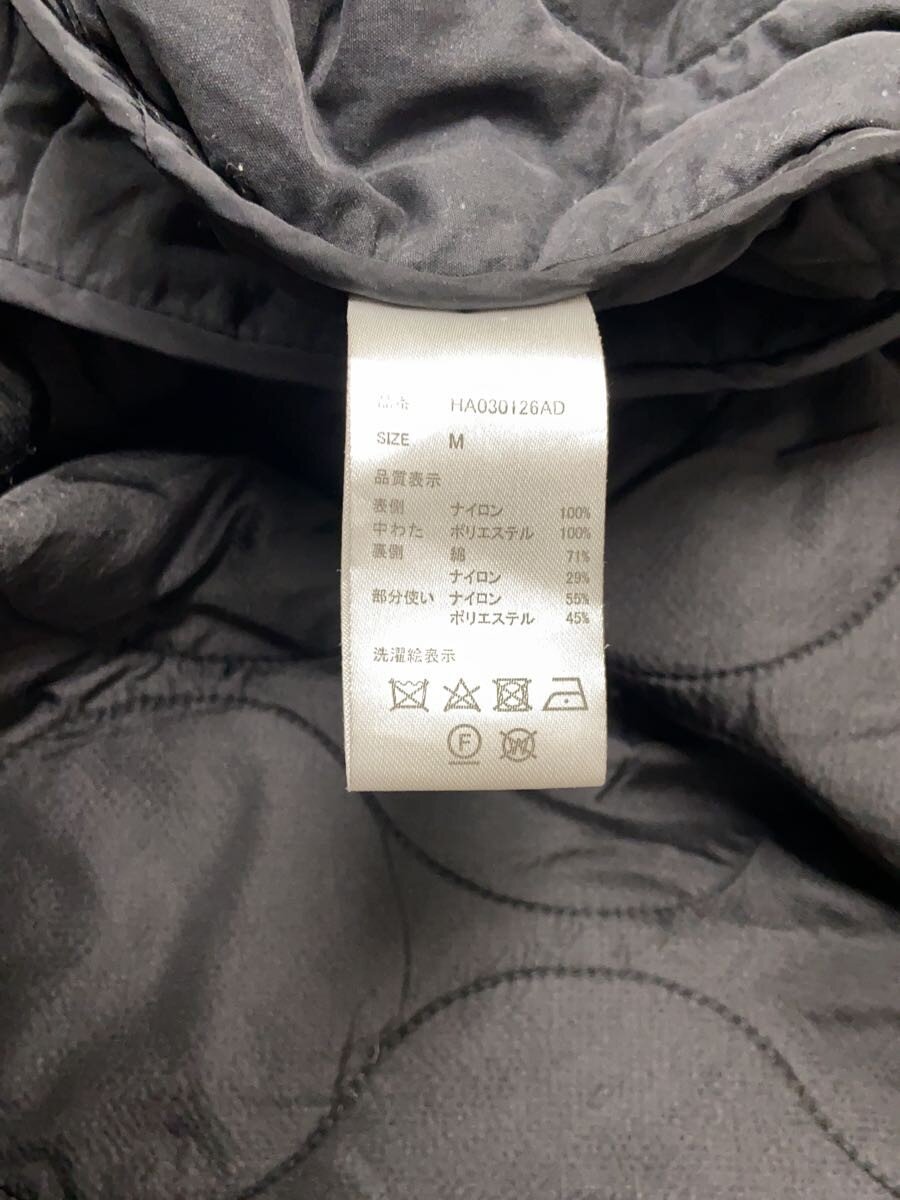 品番 HA030126AD
SIZE M
品質表示
表側 ナイロン 100%
中わた ポリエステル 100%
裏側 綿 71%
ナイロン 29%
部分使い ナイロン 55%
ポリエステル 45%
洗濯絵表示
F W